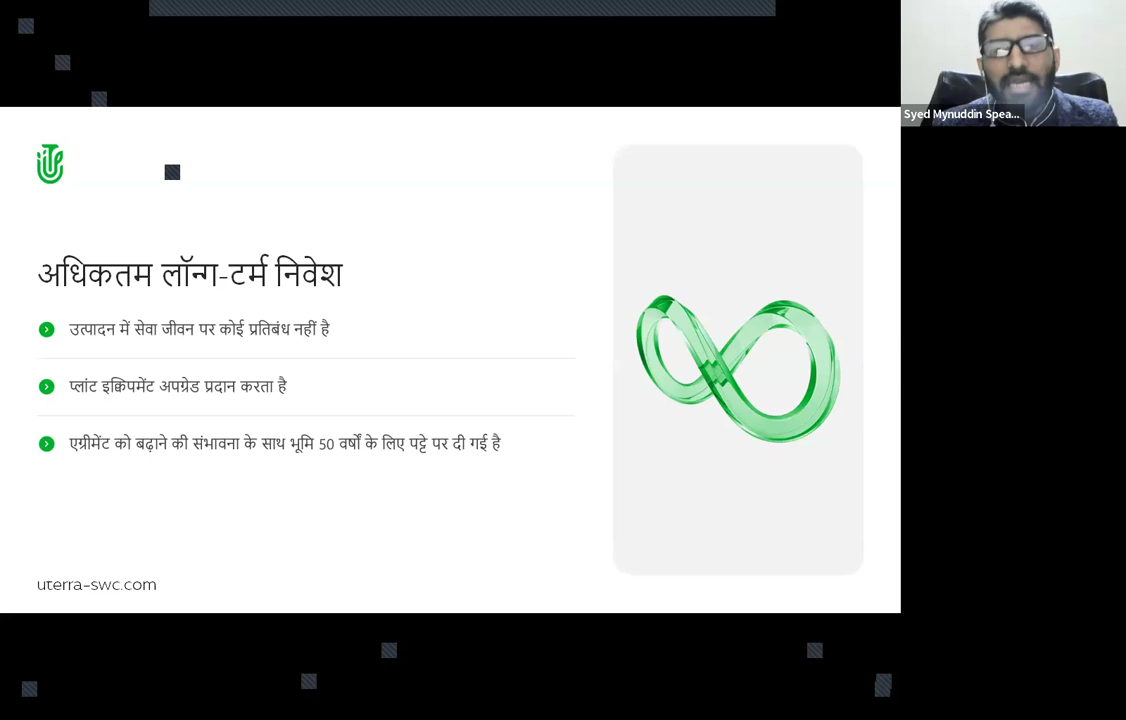 Syed Mynuddin Spea...
अधिकतम लॉन्ग-टर्म निवेश
उत्पादन में सेवा जीवन पर कोई प्रतिबंध नहीं है
प्लांट इक्विपमेंट अपग्रेड प्रदान करता है
एग्रीमेंट को बढ़ाने की संभावना के साथ भूमि 50 वर्षों के लिए पट्टे पर दी गई है
uterra-swc.com